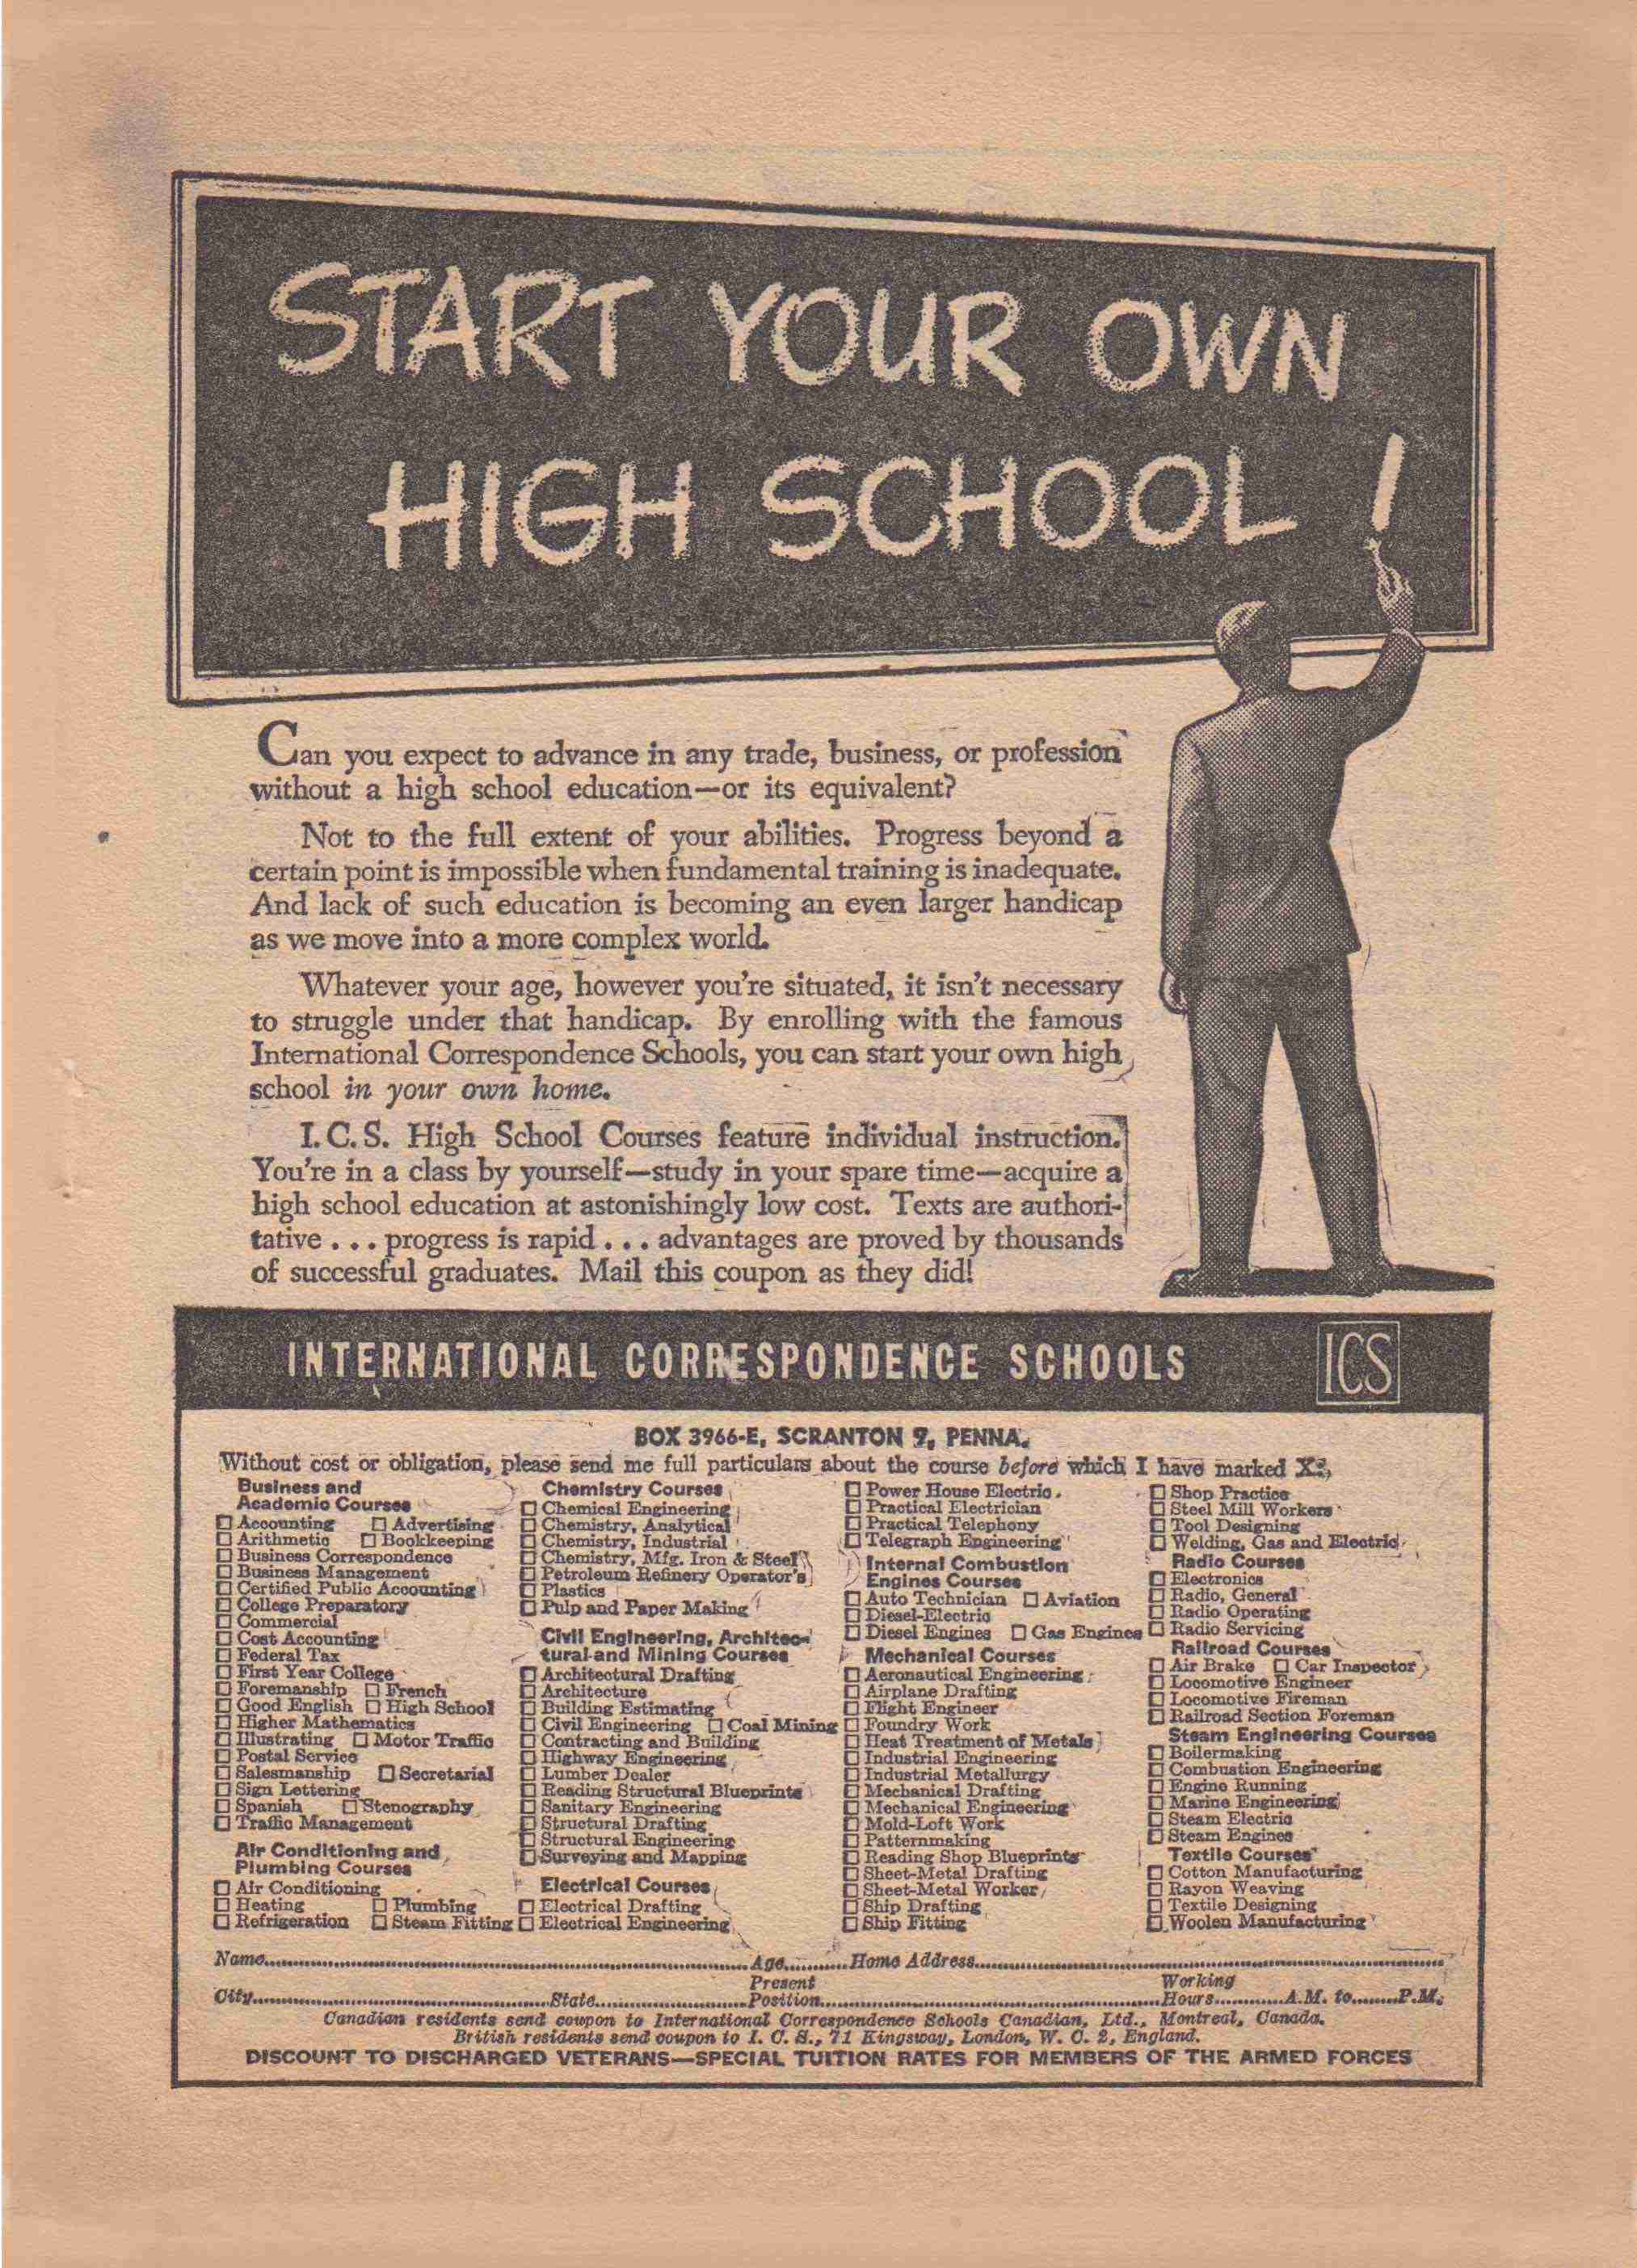 START YOUR OWN
HIGH SCHOOL!
Can you expect to advance in any trade, business, or profession
without a high school education—or its equivalent?
Not to the full extent of your abilities. Progress beyond a
certain point is impossible when fundamental training is inadequate.
And lack of such education is becoming an even larger handicap
as we move into a more complex world.
Whatever your age, however you're situated, it isn't necessary
to struggle under that handicap. By enrolling with the famous
International Correspondence Schools, you can start your own high
school in your own home.
I.C.S. High School Courses feature individual instruction.
You're in a class by yourself—study in your spare time—acquire a
high school education at astonishingly low cost. Texts are authori-
tative . . . progress is rapid . . . advantages are proved by thousands
of successful graduates. Mail this coupon as they did!
INTERNATIONAL CORRESPONDENCE SCHOOLS
ICS
BOX 3966-E, SCRANTON 9, PENNA.
Without cost or obligation, please send me full particulars about the course before which I have marked X:
Business and
Academic Courses
Accounting Advertising
Arithmetic Bookkeeping
Business Correspondence
Business Management
Certified Public Accounting
College Preparatory
Commercial
Cost Accounting
Federal Tax
First Year College
Foremanship French
Good English High School
Higher Mathematics
Illustrating Motor Traffic
Postal Service
Salesmanship Secretarial
Sign Lettering
Spanish Stenography
Traffic Management
Air Conditioning and
Plumbing Courses
Air Conditioning
Heating Plumbing
Refrigeration Steam Fitting
Chemistry Courses
Chemical Engineering
Chemistry, Analytical
Chemistry, Industrial
Chemistry, Mfg. Iron & Steel
Petroleum Refinery Operator's
Plastics
Pulp and Paper Making
Civil Engineering, Architec-
tural and Mining Courses
Architectural Drafting
Architecture
Building Estimating
Civil Engineering Coal Mining
Contracting and Building
Highway Engineering
Lumber Dealer
Reading Structural Blueprints
Sanitary Engineering
Structural Drafting
Structural Engineering
Surveying and Mapping
Electrical Courses
Electrical Drafting
Electrical Engineering
Power House Electric
Practical Electrician
Practical Telephony
Telegraph Engineering
Internal Combustion
Engines Courses
Auto Technician Aviation
Diesel-Electric
Diesel Engines Gas Engines
Mechanical Courses
Aeronautical Engineering
Airplane Drafting
Flight Engineer
Foundry Work
Heat Treatment of Metals
Industrial Engineering
Industrial Metallurgy
Mechanical Drafting
Mechanical Engineering
Mold-Loft Work
Patternmaking
Reading Shop Blueprints
Sheet-Metal Drafting
Sheet-Metal Worker
Ship Drafting
Ship Fitting
Shop Practice
Steel Mill Workers
Tool Designing
Welding, Gas and Electric
Radio Courses
Electronics
Radio, General
Radio Operating
Radio Servicing
Railroad Courses
Air Brake Car Inspector
Locomotive Engineer
Locomotive Fireman
Railroad Section Foreman
Steam Engineering Courses
Boilermaking
Combustion Engineering
Engine Running
Marine Engineering
Steam Electric
Steam Engines
Textile Courses
Cotton Manufacturing
Rayon Weaving
Textile Designing
Woolen Manufacturing
Name Age Home Address
Present Working
City State Position Hours A.M. to P.M.
Canadian residents send coupon to International Correspondence Schools Canadian, Ltd., Montreal, Canada.
British residents send coupon to I. C. S., 71 Kingsway, London, W. C. 2, England.
DISCOUNT TO DISCHARGED VETERANS—SPECIAL TUITION RATES FOR MEMBERS OF THE ARMED FORCES